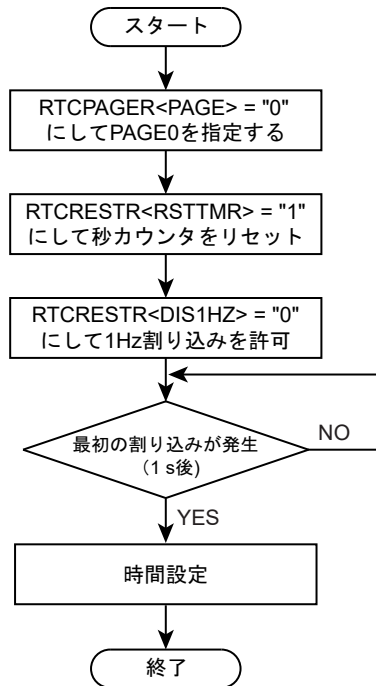 スタート
RTCPAGER<PAGE> = "0"
にしてPAGE0を指定する
RTCRESTR<RSTTMR> = "1"
にして秒カウンタをリセット
RTCRESTR<DIS1HZ> = "0"
にして1Hz割り込みを許可
最初の割り込みが発生
（1 s後)
NO
YES
時間設定
終了